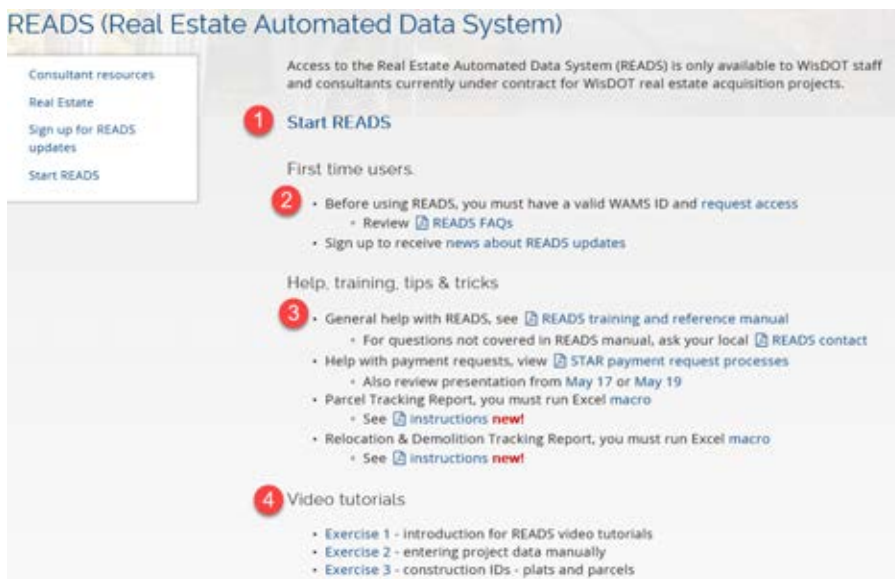 READS (Real Estate Automated Data System)
Consultant resources
Real Estate
Sign up for READS
updates
Start READS
Access to the Real Estate Automated Data System (READS) is only available to WisDOT staff
and consultants currently under contract for WisDOT real estate acquisition projects.
1 Start READS
First time users
2 • Before using READS, you must have a valid WAMS ID and request access
• Review READS FAQs
• Sign up to receive news about READS updates
Help, training, tips & tricks
3 • General help with READS, see READS training and reference manual
• For questions not covered in READS manual, ask your local READS contact
• Help with payment requests, view STAR payment request processes
• Also review presentation from May 17 or May 19
• Parcel Tracking Report, you must run Excel macro
• See instructions new!
• Relocation & Demolition Tracking Report, you must run Excel macro
• See instructions new!
4 Video tutorials
• Exercise 1 - introduction for READS video tutorials
• Exercise 2 - entering project data manually
• Exercise 3 - construction IDs - plats and parcels